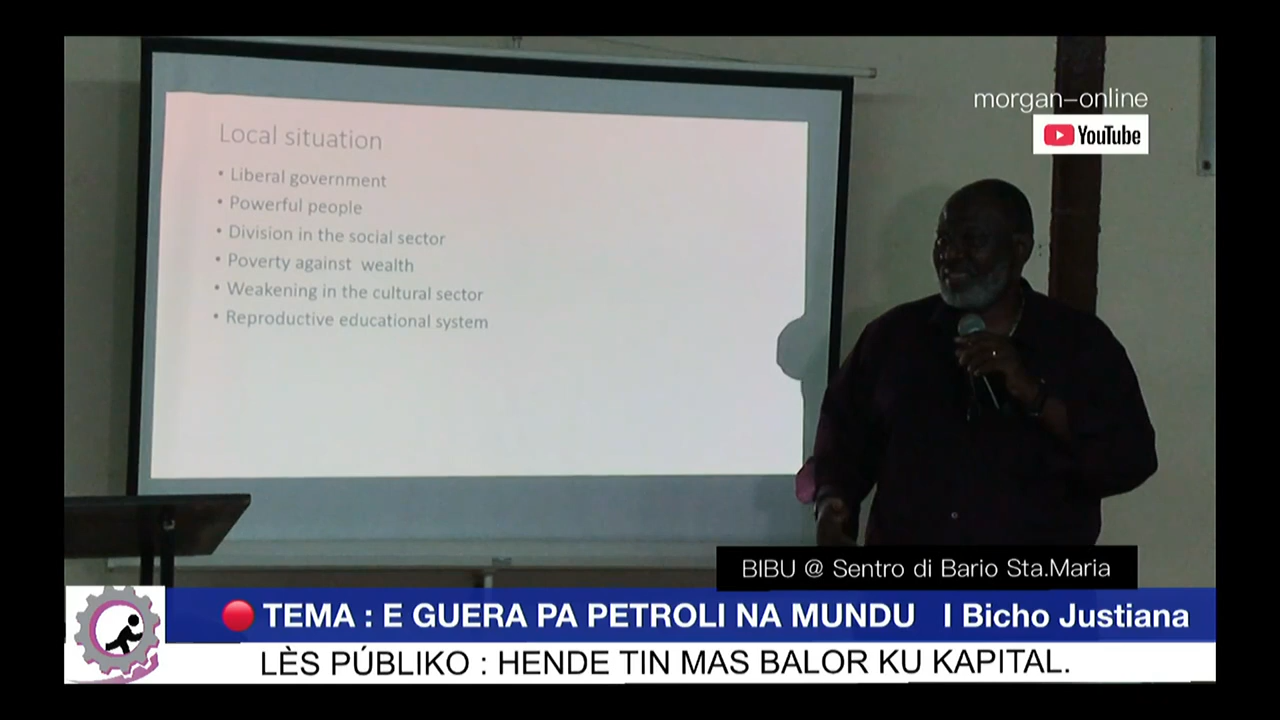 Local situation
• Liberal government
• Powerful people
• Division in the social sector
• Poverty against wealth
• Weakening in the cultural sector
• Reproductive educational system
morgan-online
YouTube
BIBU @ Sentro di Bario Sta.Maria
TEMA : E GUERA PA PETROLI NA MUNDU I Bicho Justiana
LÈS PÚBLIKO : HENDE TIN MAS BALOR KU KAPITAL.